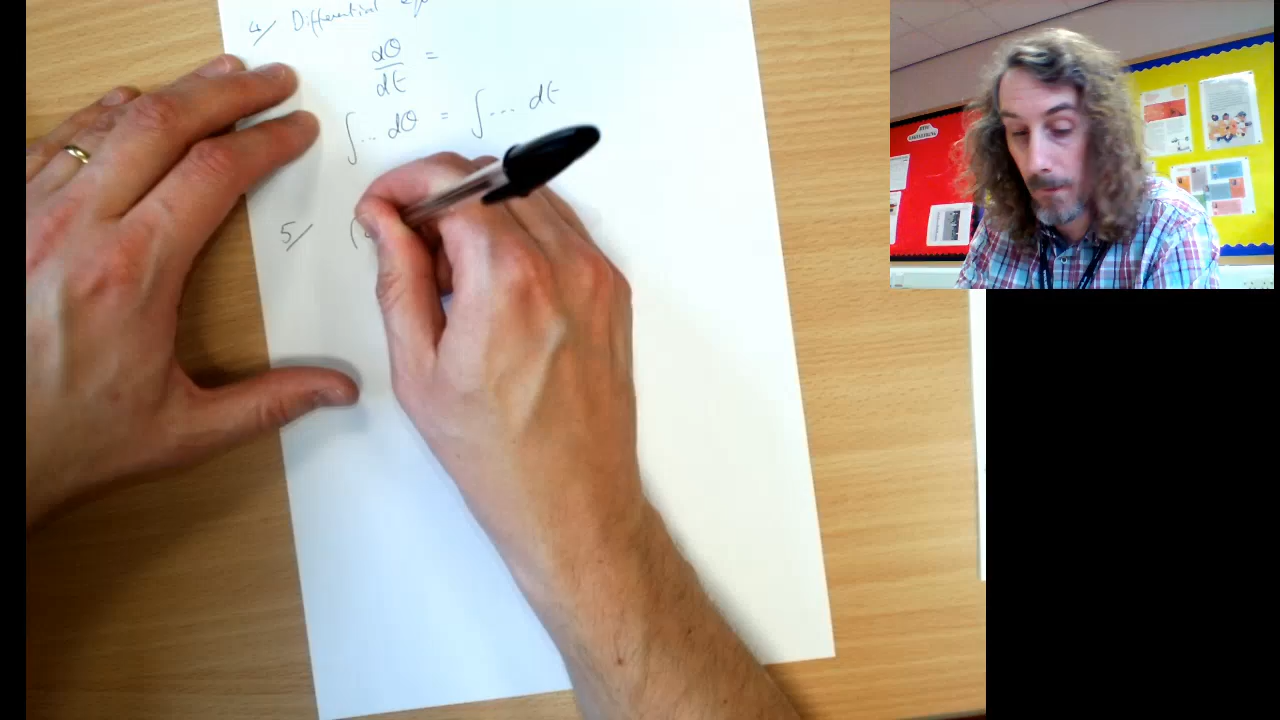 4/ Differential
dθ/dt =
∫... dθ = ∫... dt
5/ (